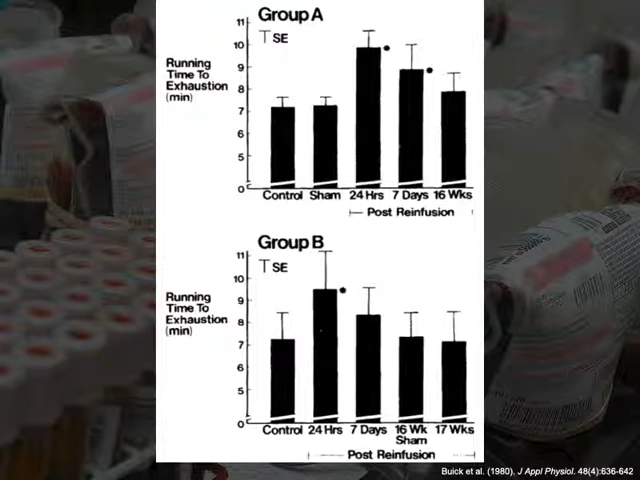 Group A
SE
Running
Time To
Exhaustion
(min)
11
10
9
8
7
6
5
0
Control Sham 24 Hrs 7 Days 16 Wks
Post Reinfusion
Group B
SE
Running
Time To
Exhaustion
(min)
11
10
9
8
7
6
5
0
Control 24 Hrs 7 Days 16 Wk Sham 17 Wks
Post Reinfusion
Buick et al. (1980). J Appl Physiol. 48(4):636-642